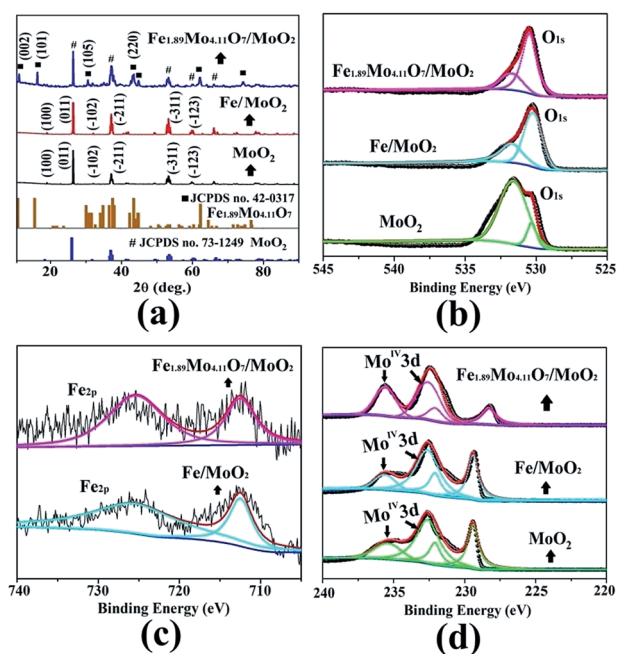 (002)
(101)
#
(105)
#
(220)
#
#
#
Fe1.89Mo4.11O7/MoO2
(100)
(011)
(-102)
(-211)
(-311)
(-123)
Fe/MoO2
(100)
(011)
(-102)
(-211)
(-311)
(-123)
MoO2
■ JCPDS no. 42-0317
Fe1.89Mo4.11O7
# JCPDS no. 73-1249 MoO2
20 40 60 80
2θ (deg.)
(a)
O1s
Fe1.89Mo4.11O7/MoO2
O1s
Fe/MoO2
O1s
MoO2
545 540 535 530 525
Binding Energy (eV)
(b)
Fe1.89Mo4.11O7/MoO2
Fe2p
Fe/MoO2
Fe2p
740 730 720 710
Binding Energy (eV)
(c)
MoIV 3d
Fe1.89Mo4.11O7/MoO2
MoIV 3d
Fe/MoO2
MoIV 3d
MoO2
240 235 230 225 220
Binding Energy (eV)
(d)